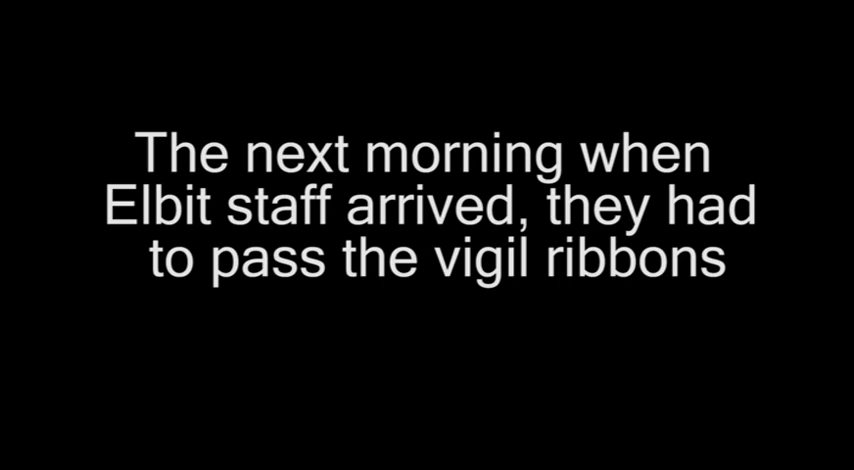 The next morning when
Elbit staff arrived, they had
to pass the vigil ribbons